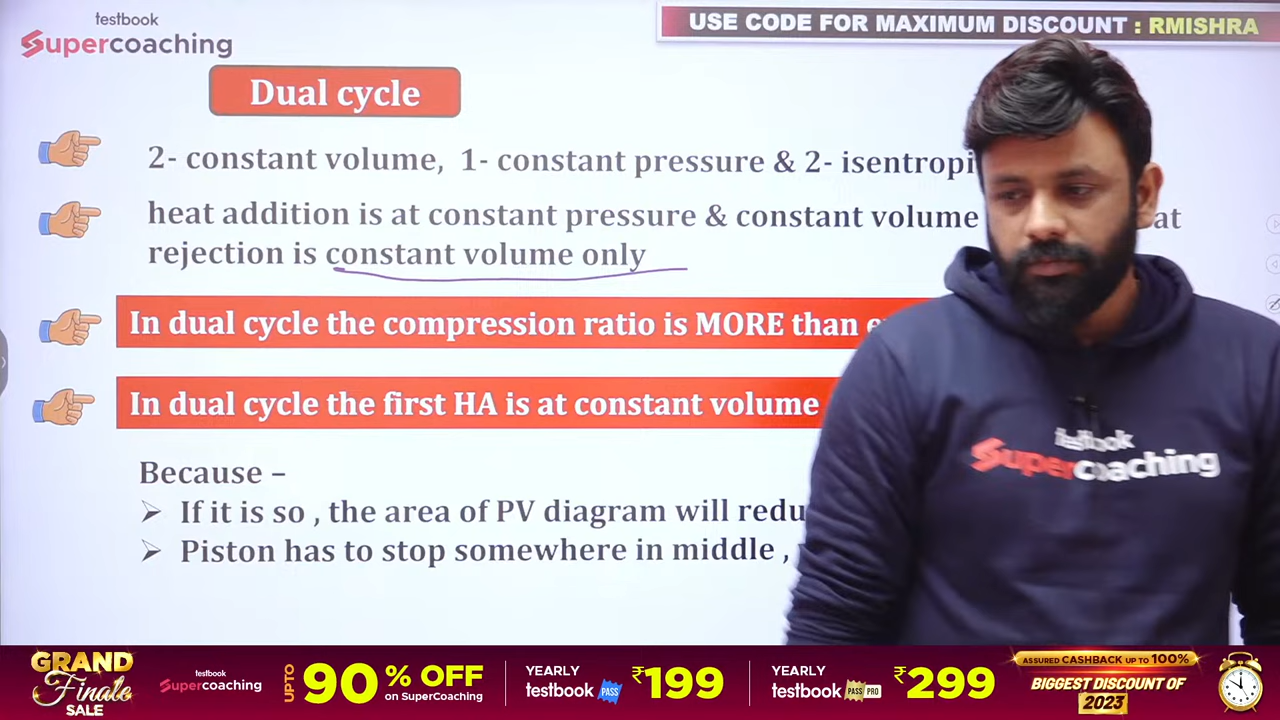 testbook
Supercoaching
USE CODE FOR MAXIMUM DISCOUNT : RMISHRA
Dual cycle
2- constant volume, 1- constant pressure & 2-
heat addition is at constant pressure & constant volume
rejection is constant volume only
In dual cycle the compression ratio is MORE than
In dual cycle the first HA is at constant volume
Because –
If it is so , the area of PV diagram will
Piston has to stop somewhere in middle ,
testbook
Supercoaching
GRAND
Finale
SALE
testbook
Supercoaching
UPTO 90 % OFF
on SuperCoaching
YEARLY
testbook PASS
₹199
YEARLY
testbook PASS PRO
₹299
ASSURED CASHBACK UP TO 100%
BIGGEST DISCOUNT OF
2023